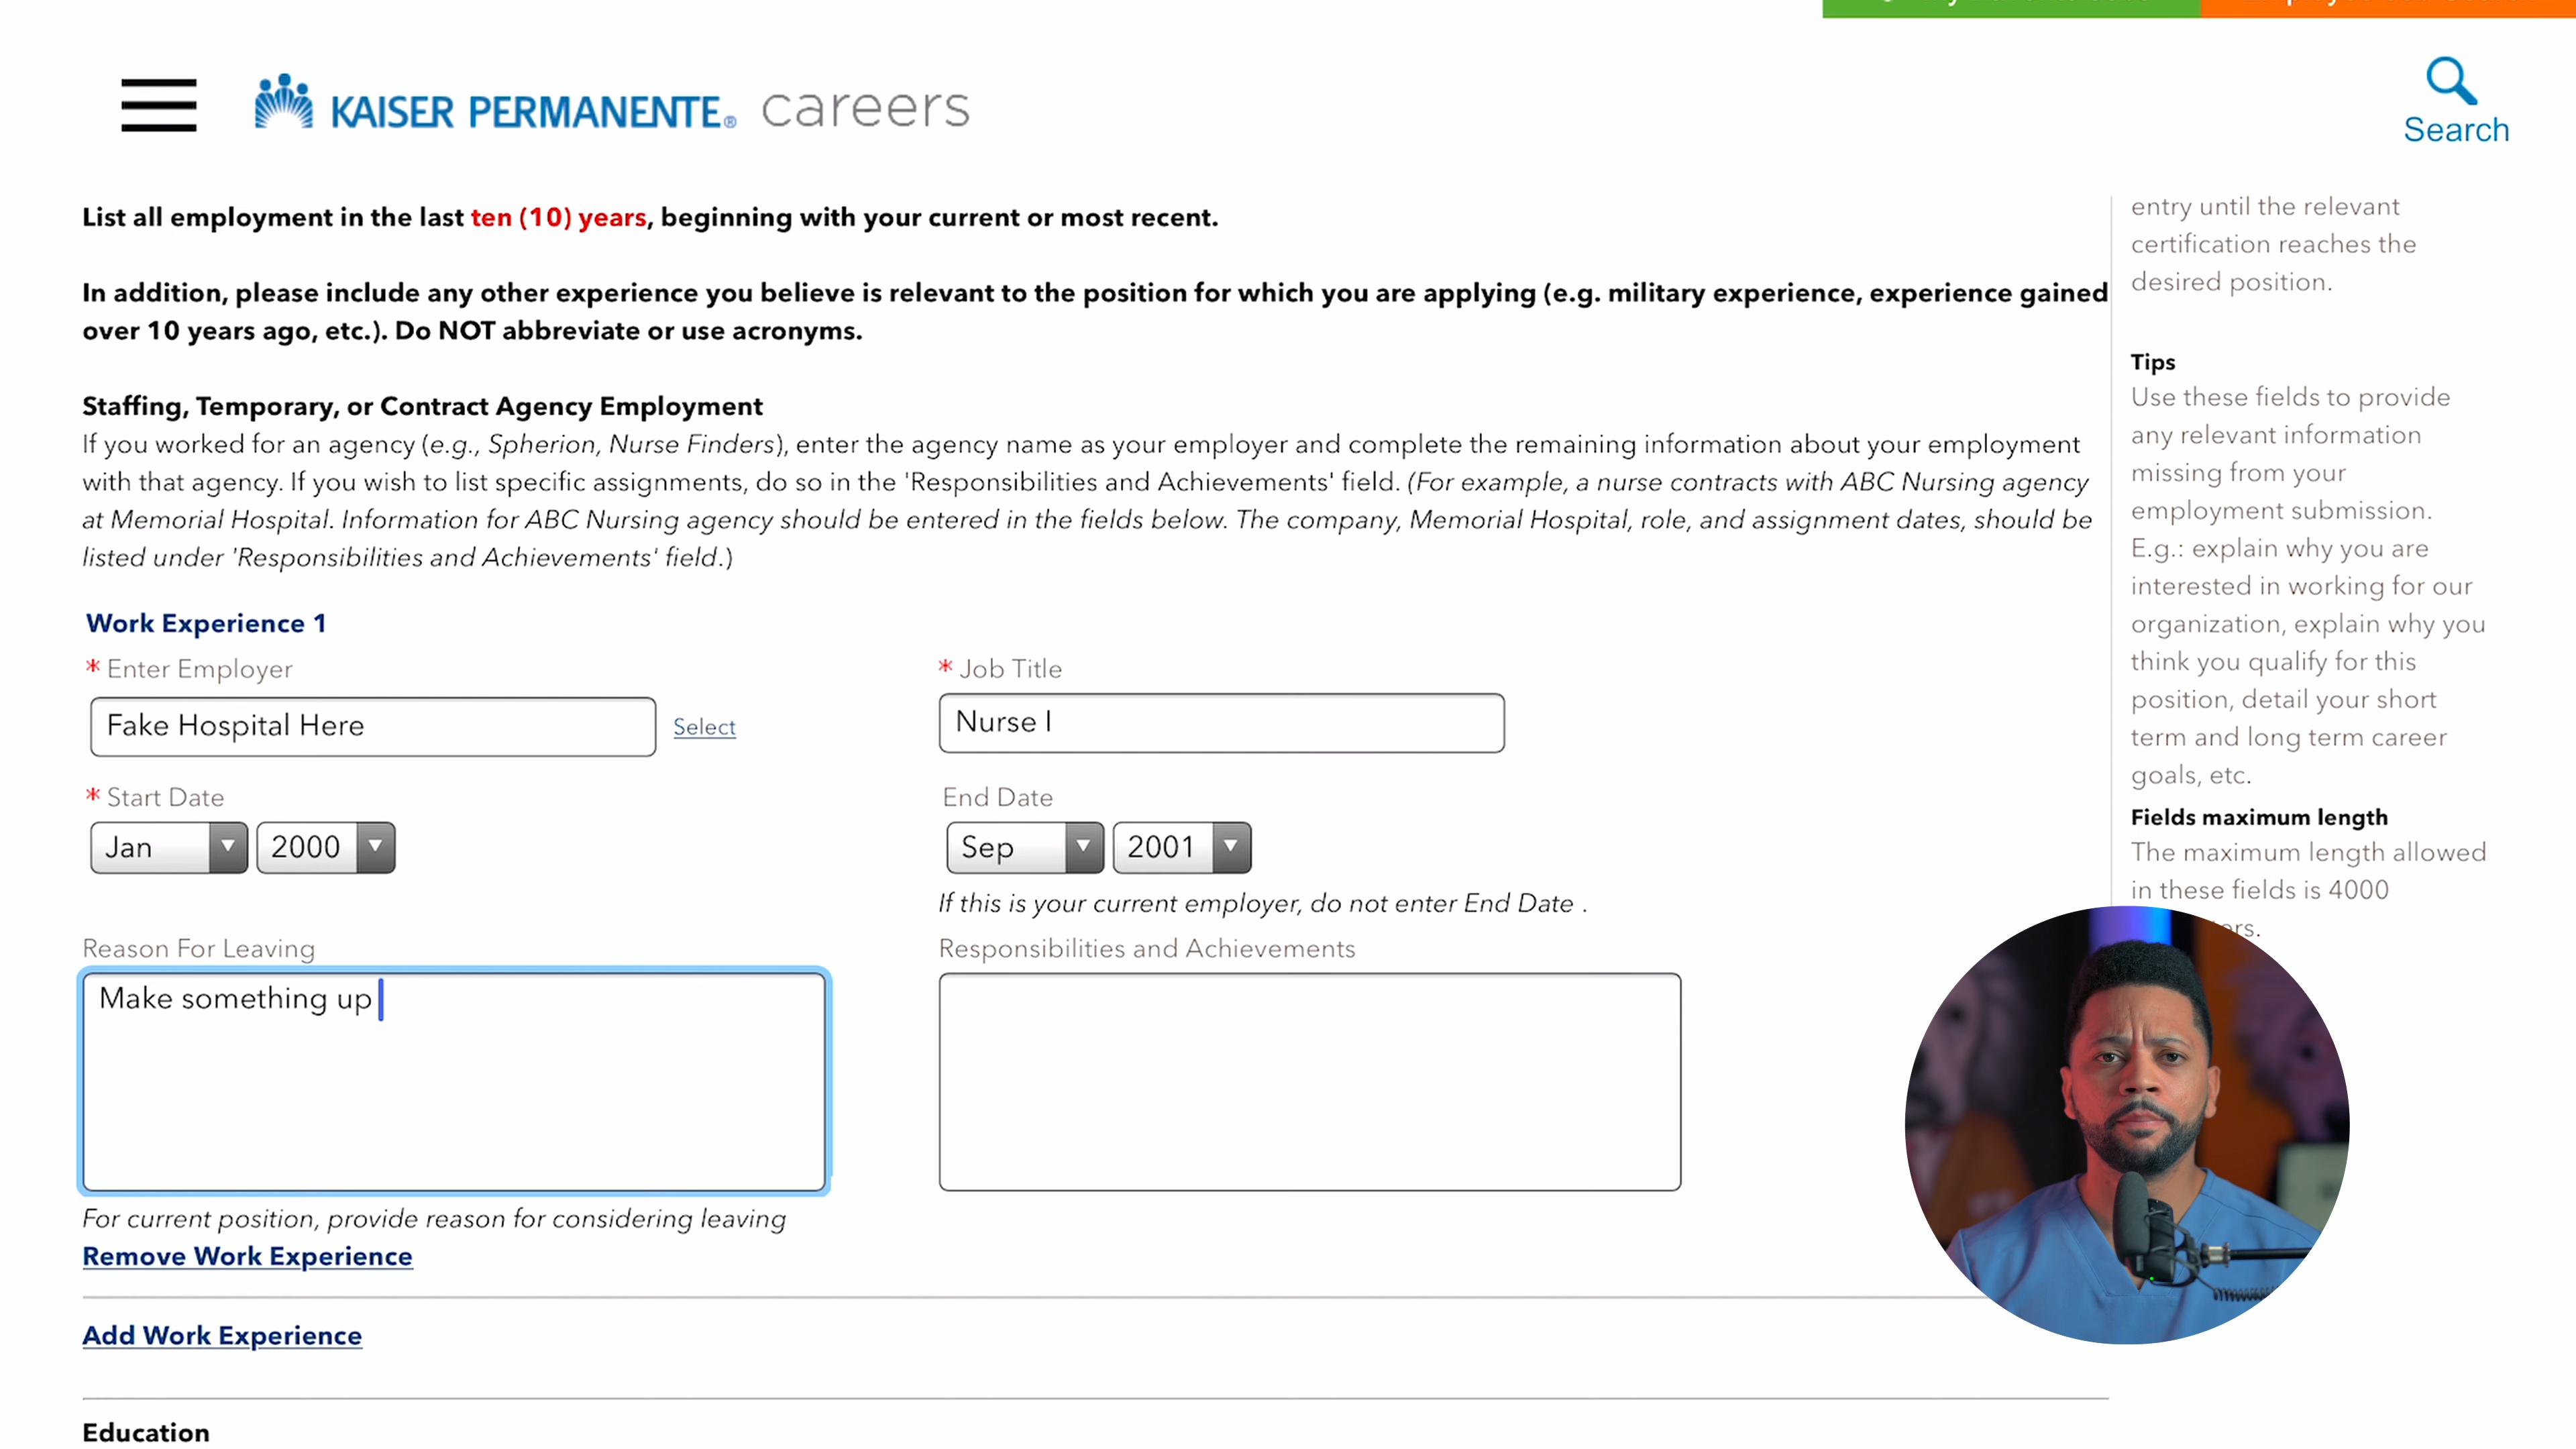 KAISER PERMANENTE® careers
Search
List all employment in the last ten (10) years, beginning with your current or most recent.
In addition, please include any other experience you believe is relevant to the position for which you are applying (e.g. military experience, experience gained
over 10 years ago, etc.). Do NOT abbreviate or use acronyms.
Staffing, Temporary, or Contract Agency Employment
If you worked for an agency (e.g., Spherion, Nurse Finders), enter the agency name as your employer and complete the remaining information about your employment
with that agency. If you wish to list specific assignments, do so in the 'Responsibilities and Achievements' field. (For example, a nurse contracts with ABC Nursing agency
at Memorial Hospital. Information for ABC Nursing agency should be entered in the fields below. The company, Memorial Hospital, role, and assignment dates, should be
listed under 'Responsibilities and Achievements' field.)
Work Experience 1
* Enter Employer
* Job Title
Fake Hospital Here
Select
Nurse I
* Start Date
End Date
Jan 2000
Sep 2001
If this is your current employer, do not enter End Date .
Reason For Leaving
Responsibilities and Achievements
Make something up
For current position, provide reason for considering leaving
Remove Work Experience
Add Work Experience
Education
entry until the relevant
certification reaches the
desired position.
Tips
Use these fields to provide
any relevant information
missing from your
employment submission.
E.g.: explain why you are
interested in working for our
organization, explain why you
think you qualify for this
position, detail your short
term and long term career
goals, etc.
Fields maximum length
The maximum length allowed
in these fields is 4000